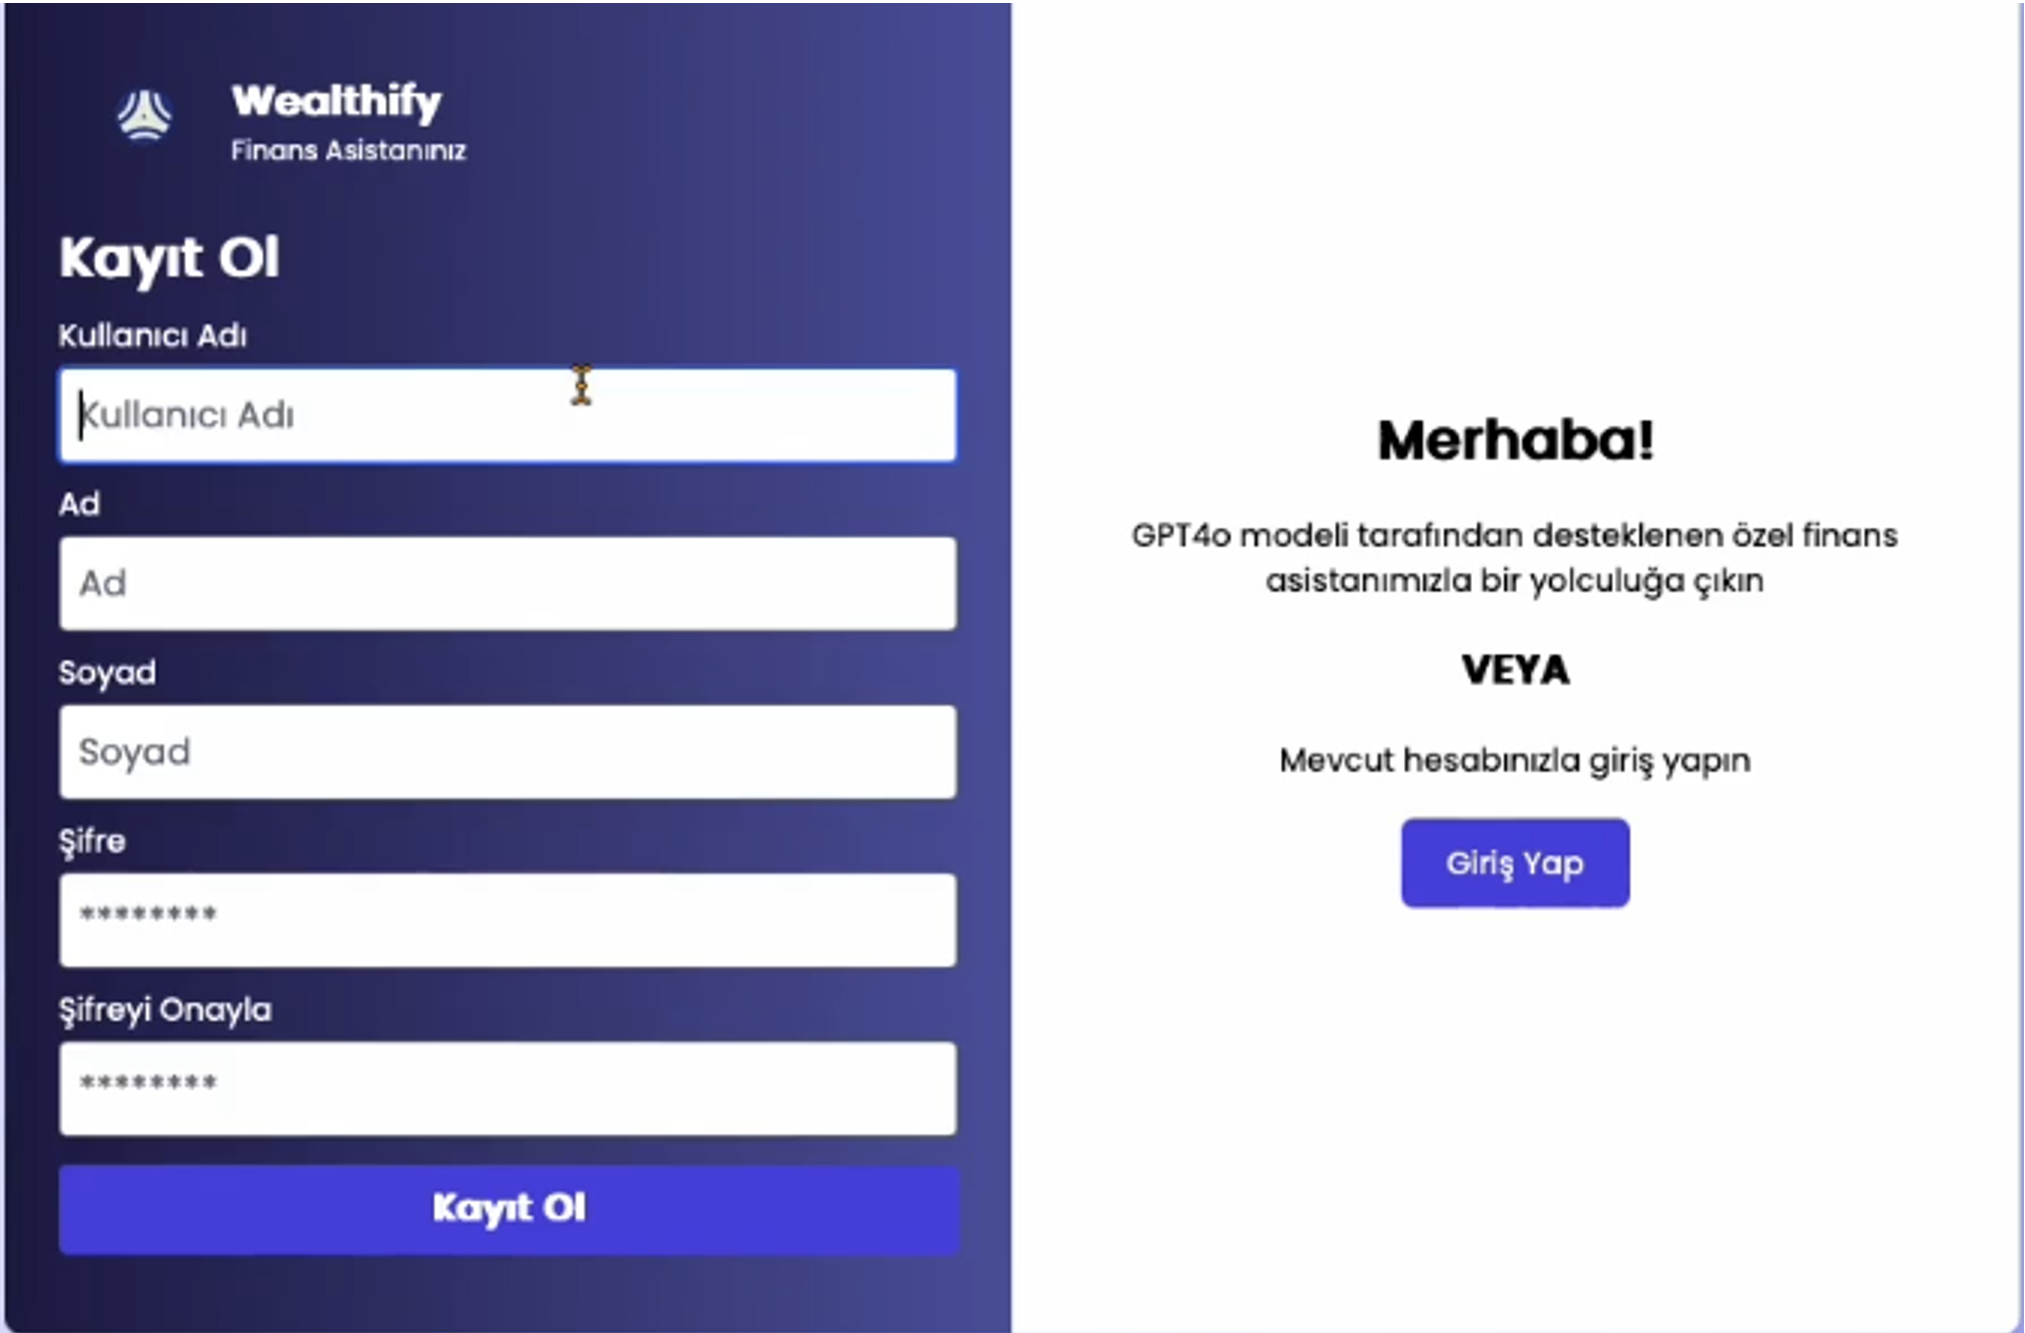 Wealthify
Finans Asistanınız
Kayıt Ol
Kullanıcı Adı
Kullanıcı Adı
Ad
Ad
Soyad
Soyad
Şifre
********
Şifreyi Onayla
********
Kayıt Ol
Merhaba!
GPT4o modeli tarafından desteklenen özel finans
asistanımızla bir yolculuğa çıkın
VEYA
Mevcut hesabınızla giriş yapın
Giriş Yap